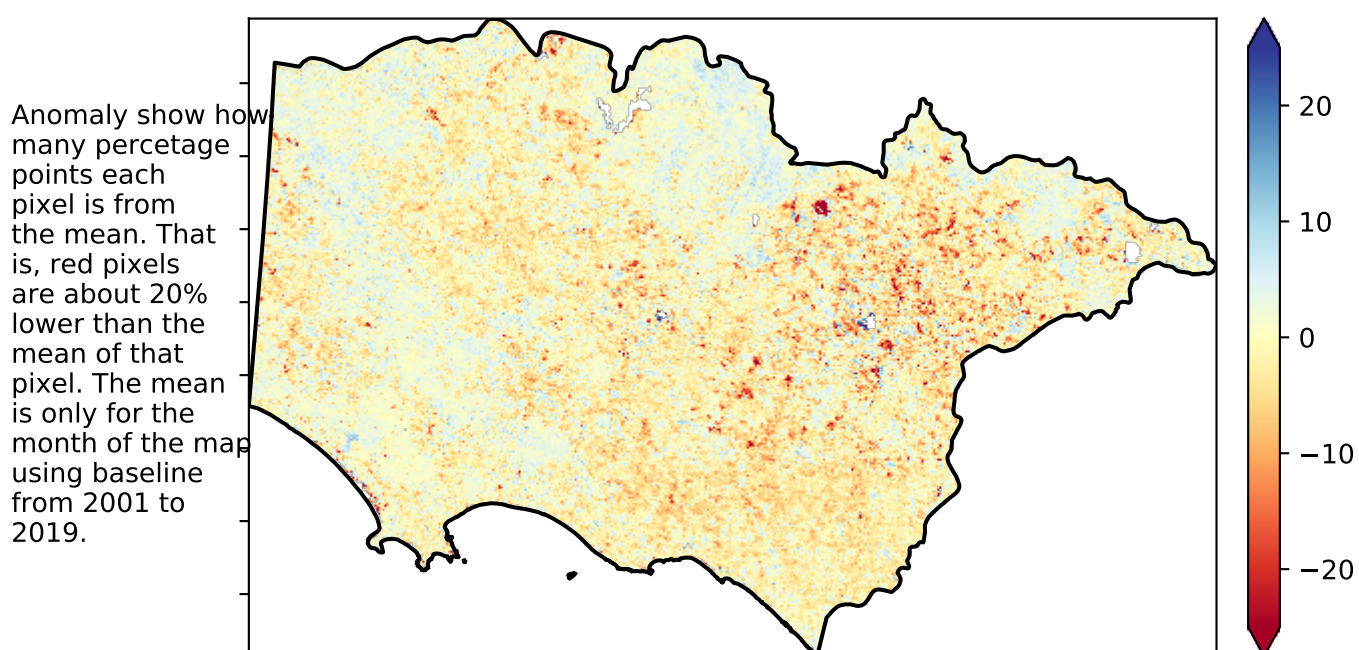 Anomaly show how
many percetage
points each
pixel is from
the mean. That
is, red pixels
are about 20%
lower than the
mean of that
pixel. The mean
is only for the
month of the map
using baseline
from 2001 to
2019.
20
10
0
−10
−20